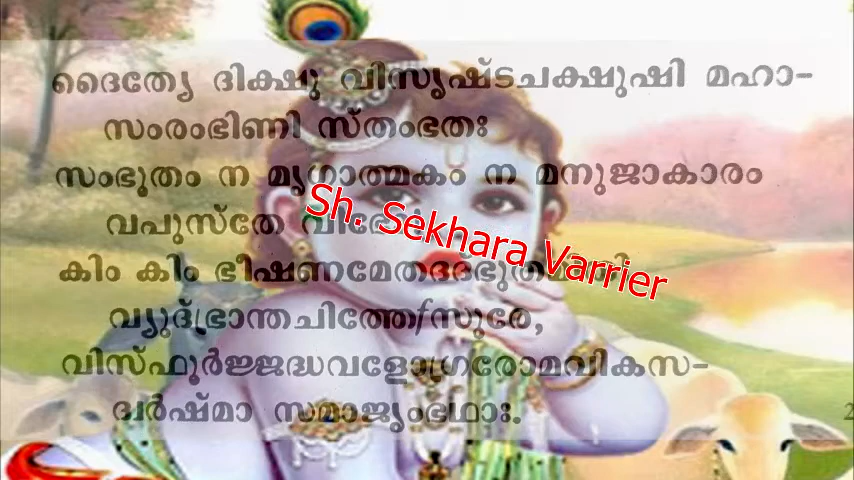 ദൈത്യേ ദിക്ഷു വിസൃഷ്ടചക്ഷുഷി മഹാ-
സംരംഭിണി സ്തംഭതഃ
സംഭൂതം ന മൃഗാത്മകം ന മനുജാകാരം
വപുസ്തേ വിഭോ!
Sh. Sekhara Varrier
കിം കിം ഭീഷണമേതദദ്ഭുത
വ്യുദ്ഭ്രാന്തചിത്തേ/സുരേ,
വിസ്ഫൂർജ്ജദ്ധവളോഗ്രരോമവികസ-
ദ്വർഷ്മാ സമാജൃംഭഥാഃ.
2